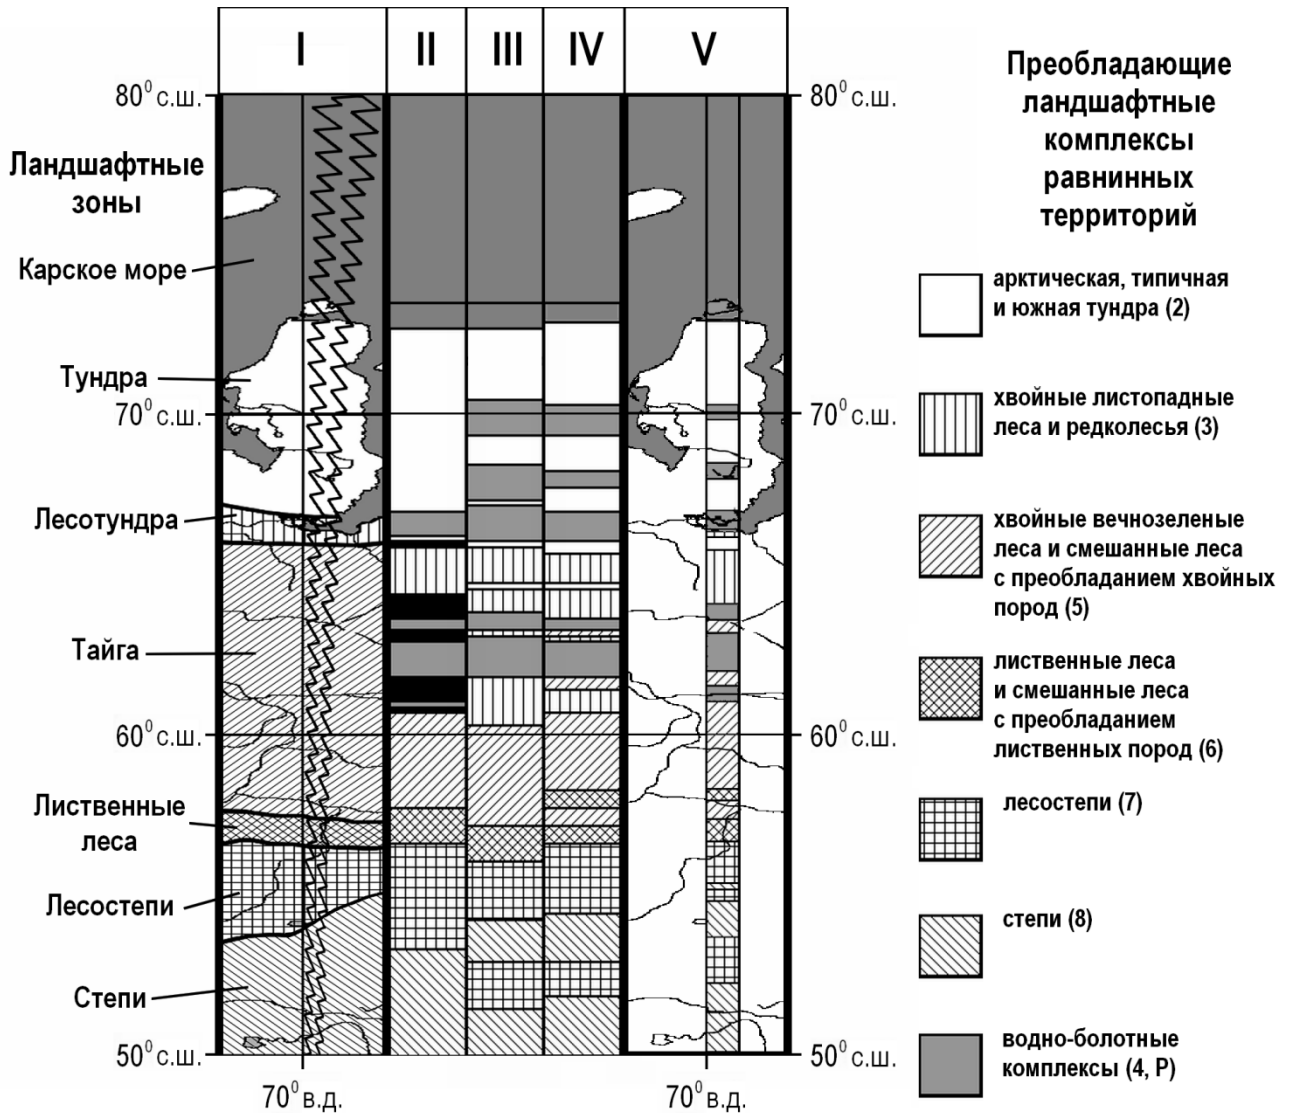 I II III IV V
80⁰ с.ш.
80⁰ с.ш.
Ландшафтные
зоны
Карское море
Тундра
70⁰ с.ш.
70⁰ с.ш.
Лесотундра
Тайга
60⁰ с.ш.
60⁰ с.ш.
Лиственные
леса
Лесостепи
Степи
50⁰ с.ш.
50⁰ с.ш.
70⁰ в.д.
70⁰ в.д.
Преобладающие
ландшафтные
комплексы
равнинных
территорий
арктическая, типичная
и южная тундра (2)
хвойные листопадные
леса и редколесья (3)
хвойные вечнозеленые
леса и смешанные леса
с преобладанием хвойных
пород (5)
лиственные леса
и смешанные леса
с преобладанием
лиственных пород (6)
лесостепи (7)
степи (8)
водно-болотные
комплексы (4, Р)